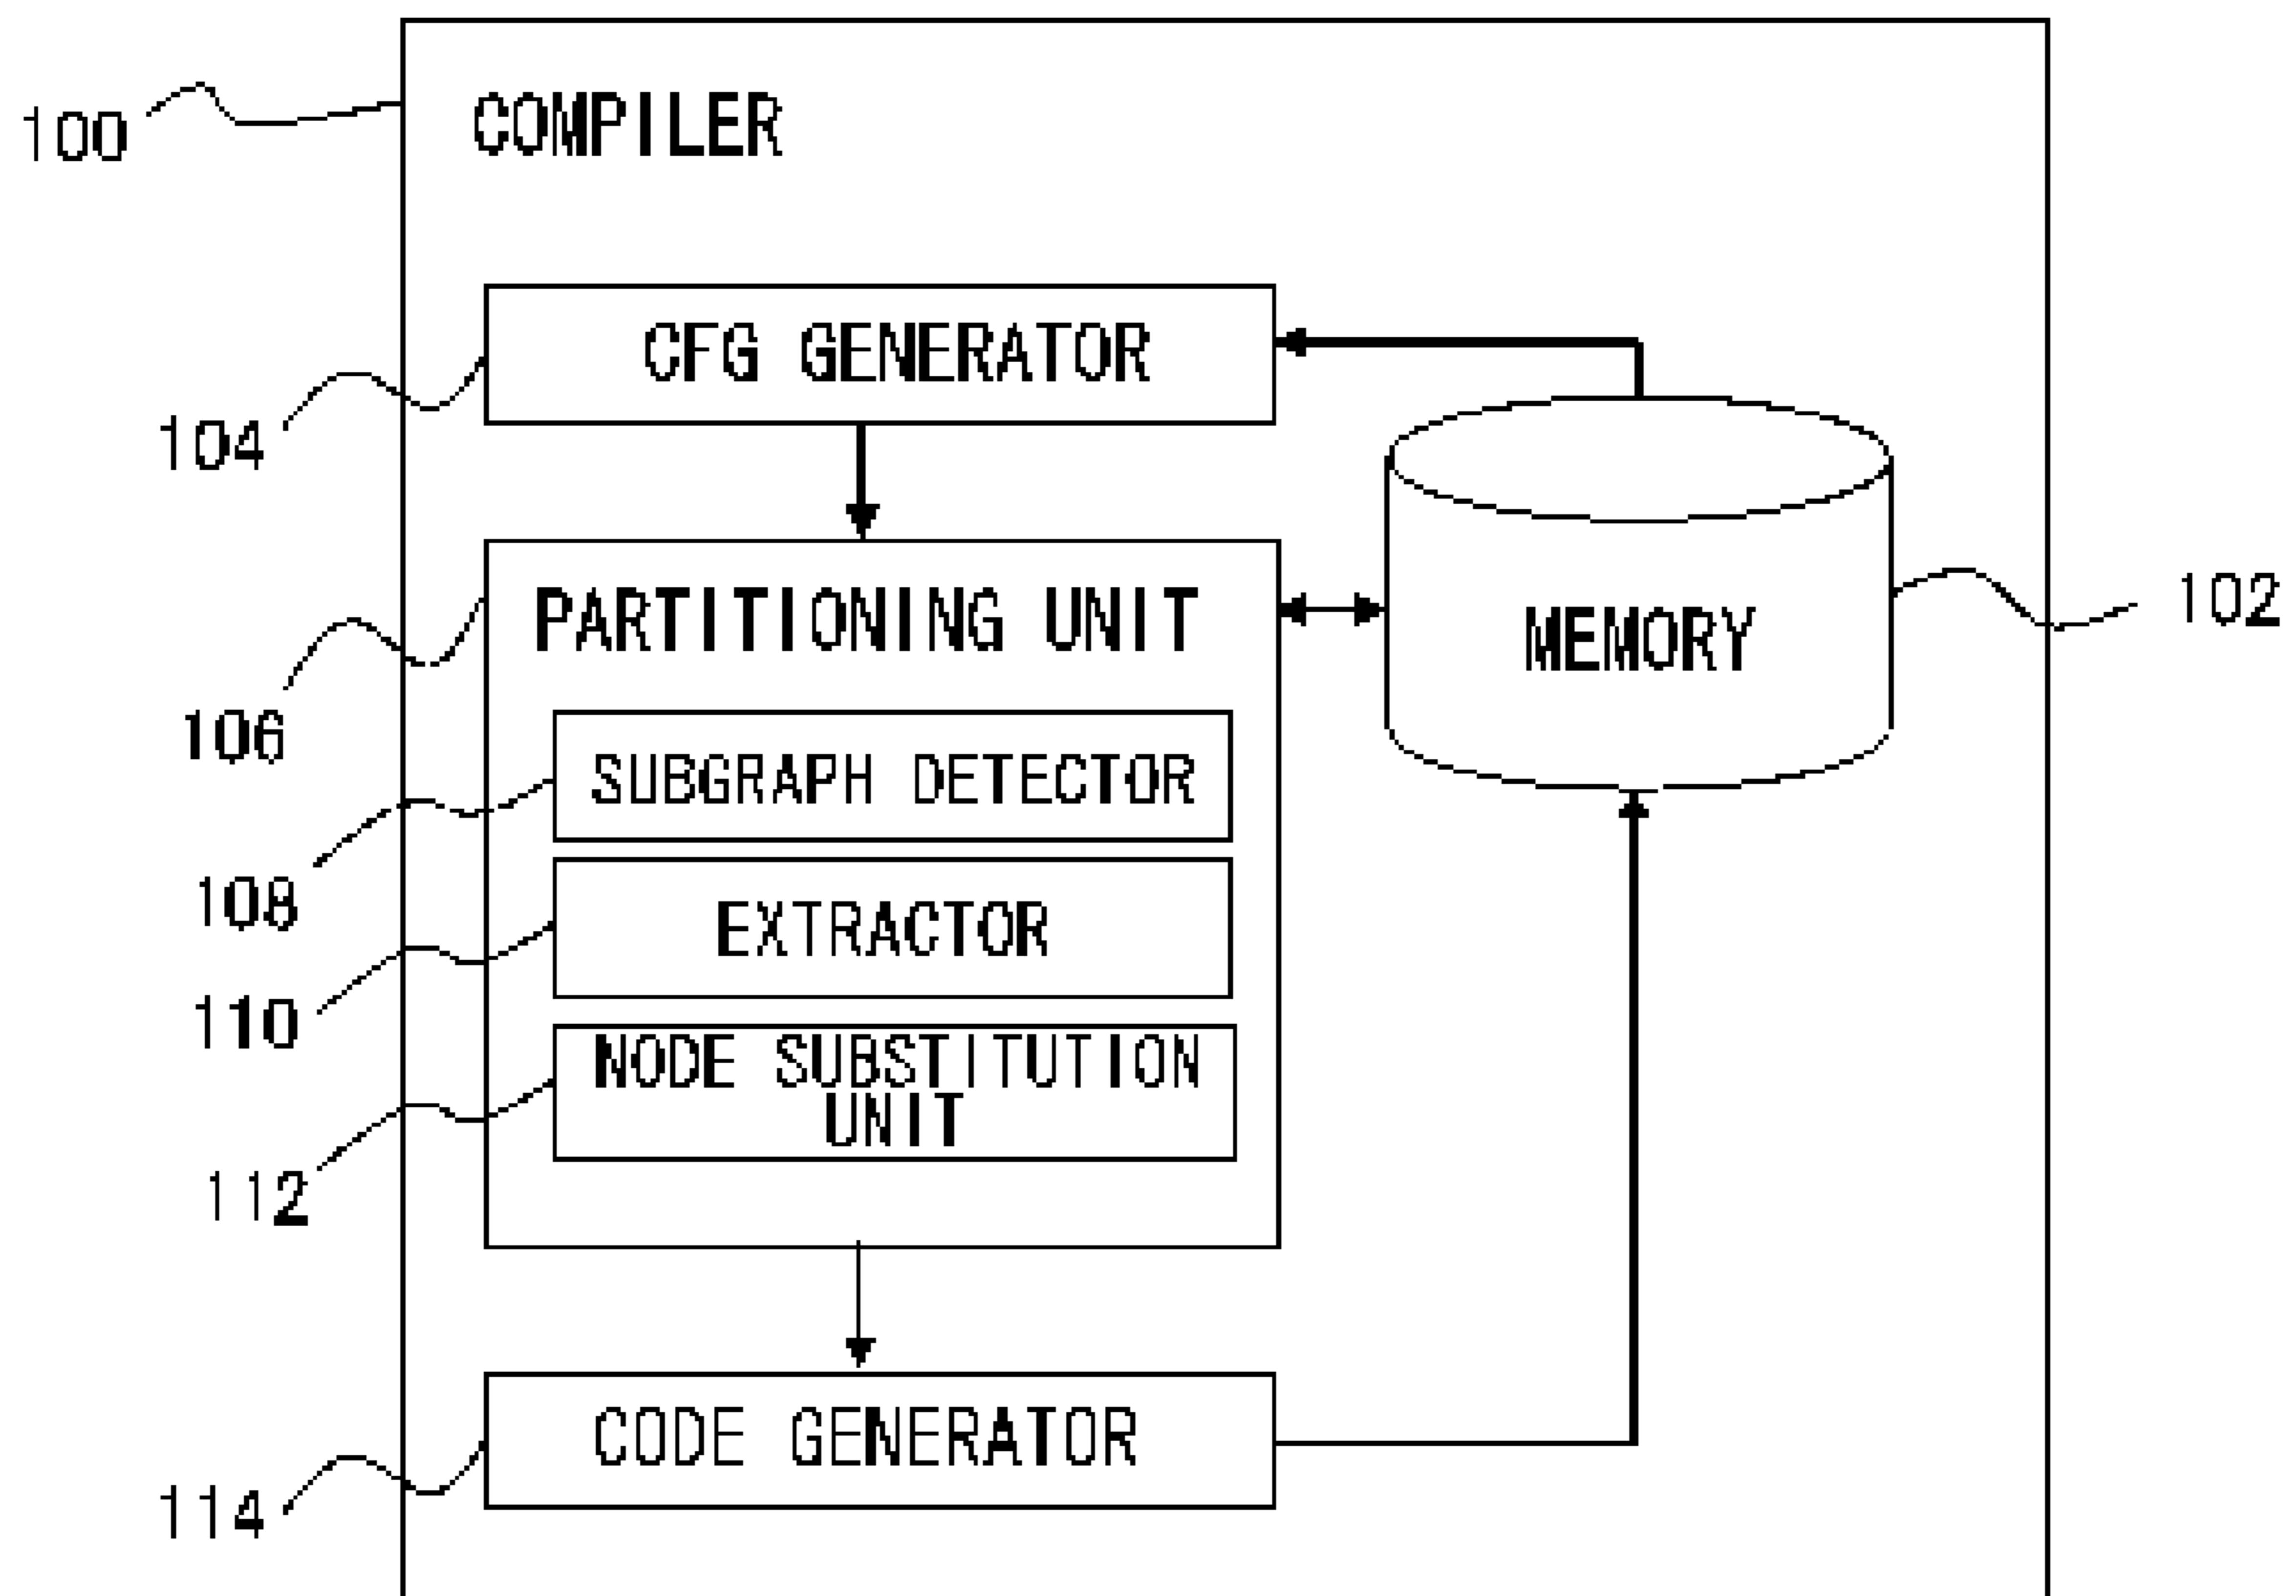 COMPILER
100
CFG GENERATOR
104
PARTITIONING UNIT
102
MEMORY
106
SUBGRAPH DETECTOR
108
EXTRACTOR
110
NODE SUBSTITUTION
UNIT
112
CODE GENERATOR
114